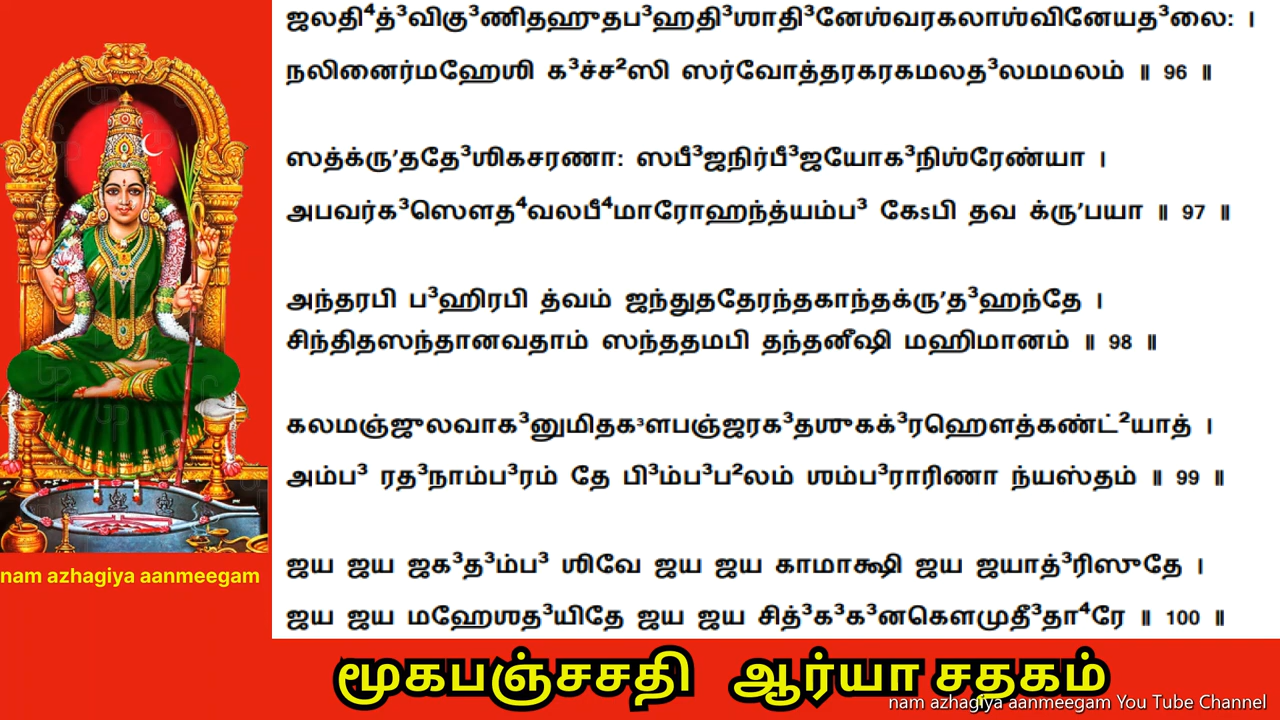 ஜலதி⁴த்³விகு³ணிதஹுதப³ஹதி³ஶாதி³னேஶ்வரகலாஶ்வினேயத³லை: ।
நலினைர்மஹேஶி க³ச்ச²ஸி ஸர்வோத்தரகரகமலத³லமமலம் ॥ 96 ॥
ஸத்க்ரு'ததே³ஶிகசரணா: ஸபீ³ஜநிர்பீ³ஜயோக³நிஶ்ரேண்யா ।
அபவர்க³ஸௌத⁴வலபீ⁴மாரோஹந்த்யம்ப³ கேsபி தவ க்ரு'பயா ॥ 97 ॥
அந்தரபி ப³ஹிரபி த்வம் ஜந்துததேரந்தகாந்தக்ரு'த³ஹந்தே ।
சிந்திதஸந்தானவதாம் ஸந்ததமபி தந்தனீஷி மஹிமானம் ॥ 98 ॥
கலமஞ்ஜுலவாக³னுமிதக³ளபஞ்ஜரக³தஶுகக்³ரஹௌத்கண்ட்²யாத் ।
அம்ப³ ரத³நாம்ப³ரம் தே பி³ம்ப³ப²லம் ஶம்ப³ராரிணா ந்யஸ்தம் ॥ 99 ॥
ஜய ஜய ஜக³த³ம்ப³ ஶிவே ஜய ஜய காமாக்ஷி ஜய ஜயாத்³ரிஸுதே ।
ஜய ஜய மஹேஶத³யிதே ஜய ஜய சித்³க³க³னகௌமுதீ³தா⁴ரே ॥ 100 ॥
nam azhagiya aanmeegam
மூகபஞ்சசதி ஆர்யா சதகம்
nam azhagiya aanmeegam You Tube Channel